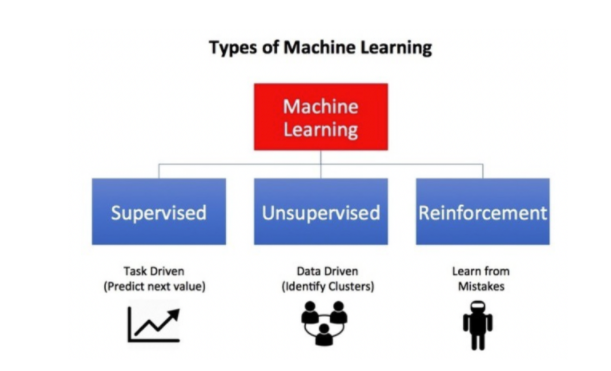 Types of Machine Learning
Machine
Learning
Supervised
Unsupervised
Reinforcement
Task Driven
(Predict next value)
Data Driven
(Identify Clusters)
Learn from
Mistakes